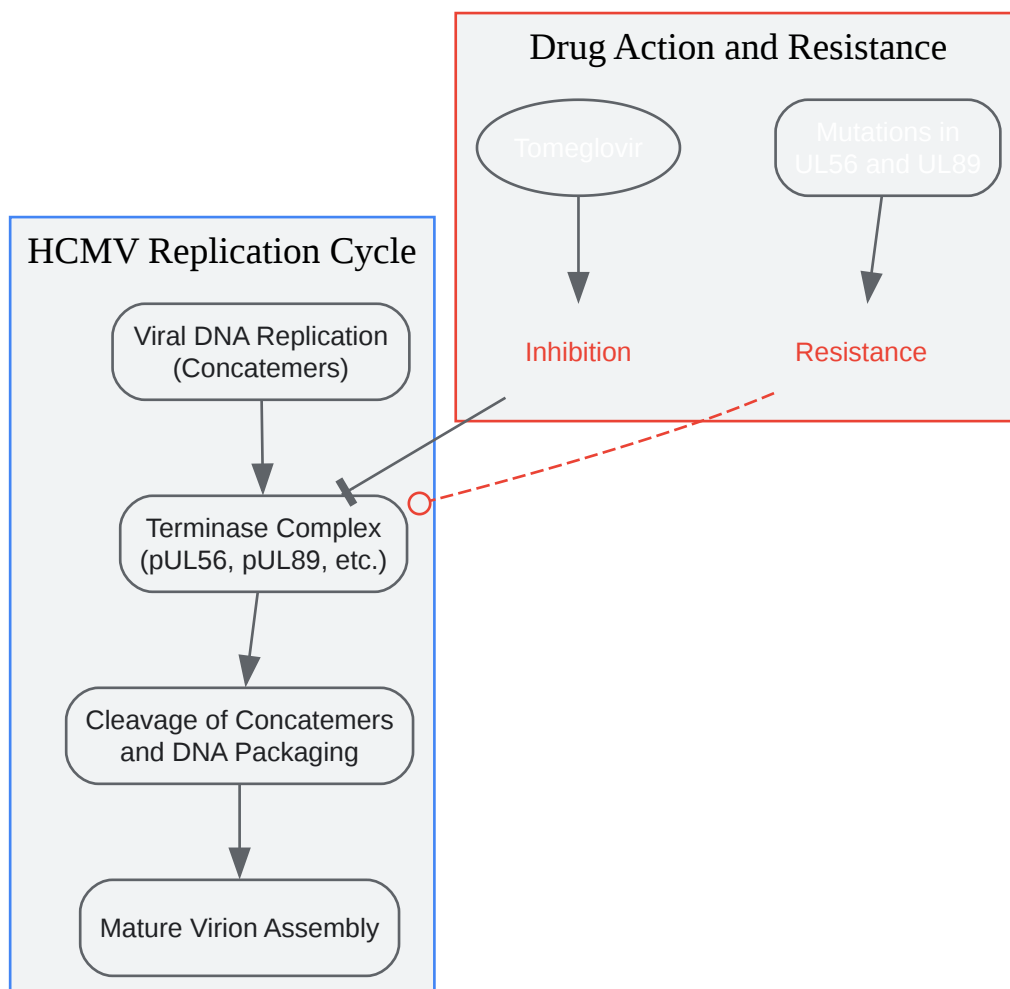 Drug Action and Resistance
Tomeglovir
Mutations in
UL56 and UL89
HCMV Replication Cycle
Viral DNA Replication
(Concatemers)
Inhibition
Resistance
Terminase Complex
(pUL56, pUL89, etc.)
Cleavage of Concatemers
and DNA Packaging
Mature Virion Assembly